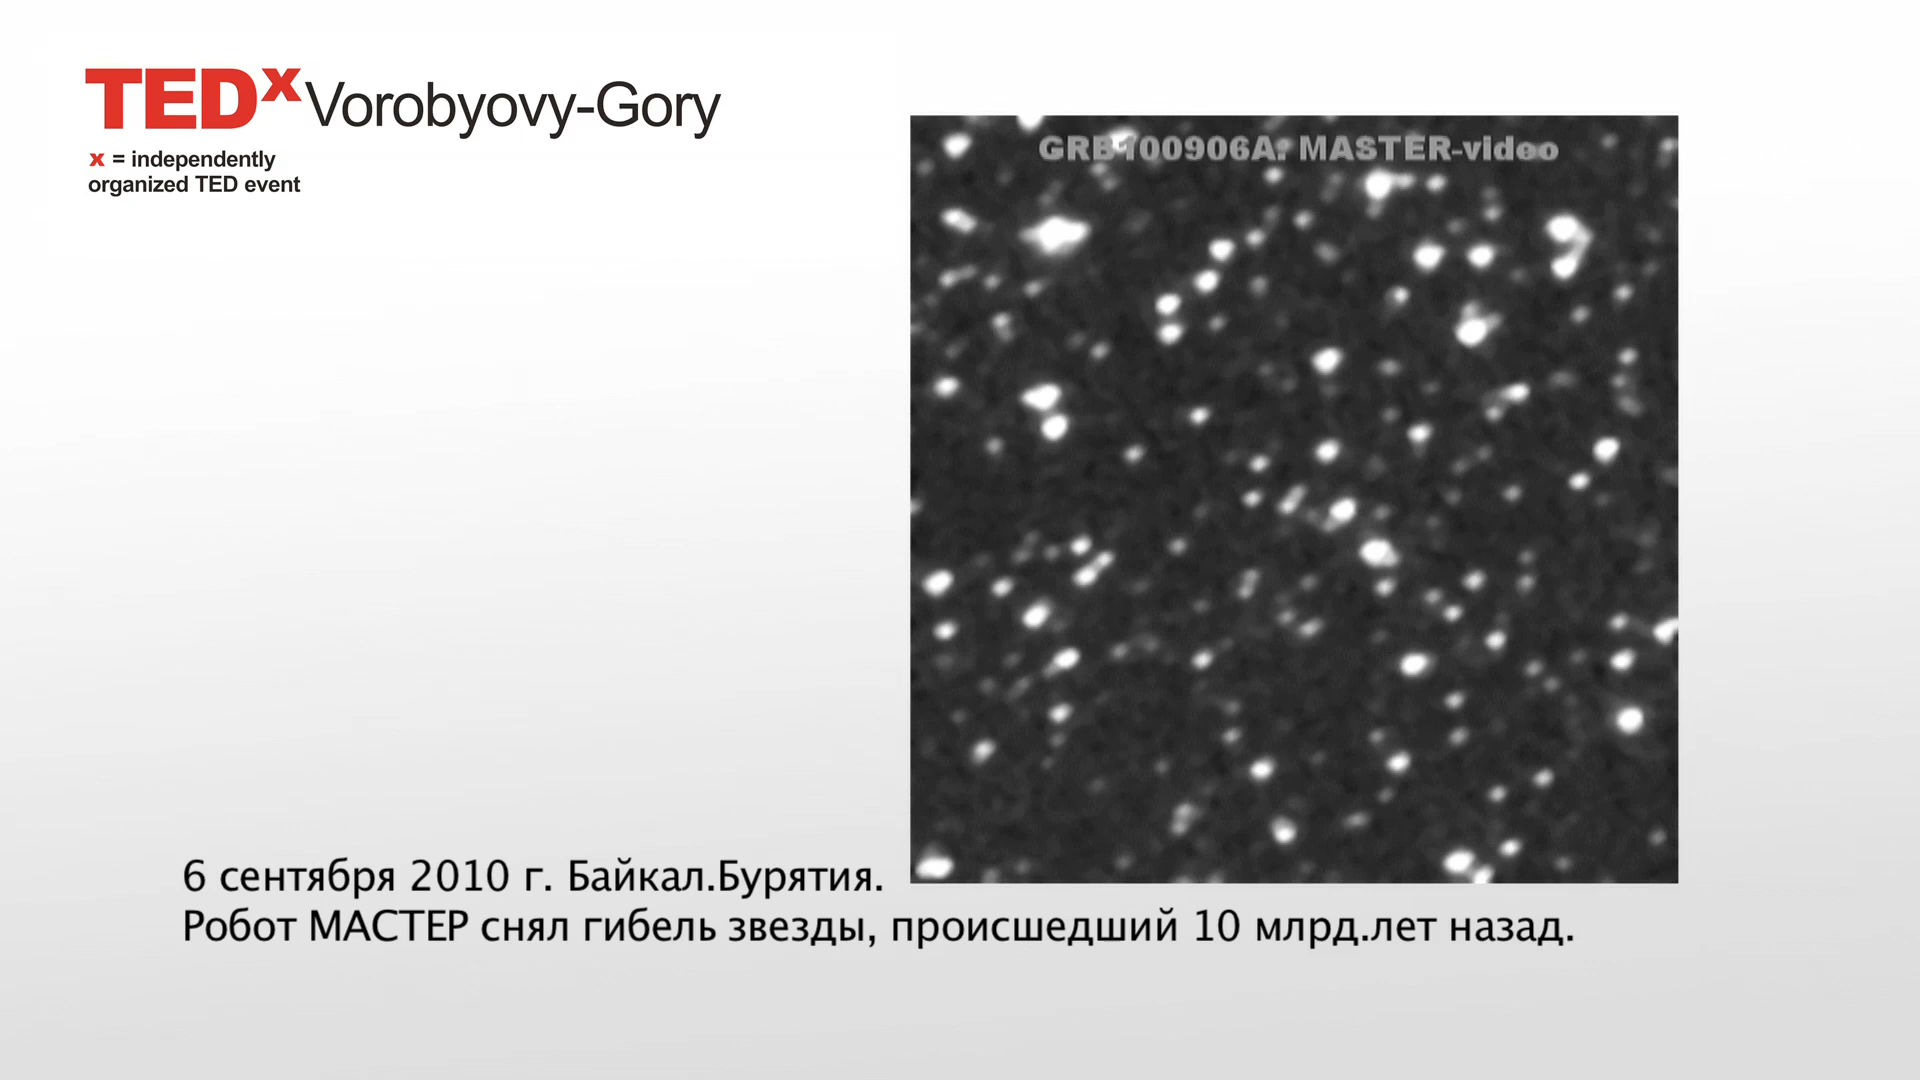 TEDx Vorobyovy-Gory
x = independently
organized TED event
GRB100906A: MASTER-video
6 сентября 2010 г. Байкал.Бурятия.
Робот МАСТЕР снял гибель звезды, происшедший 10 млрд.лет назад.